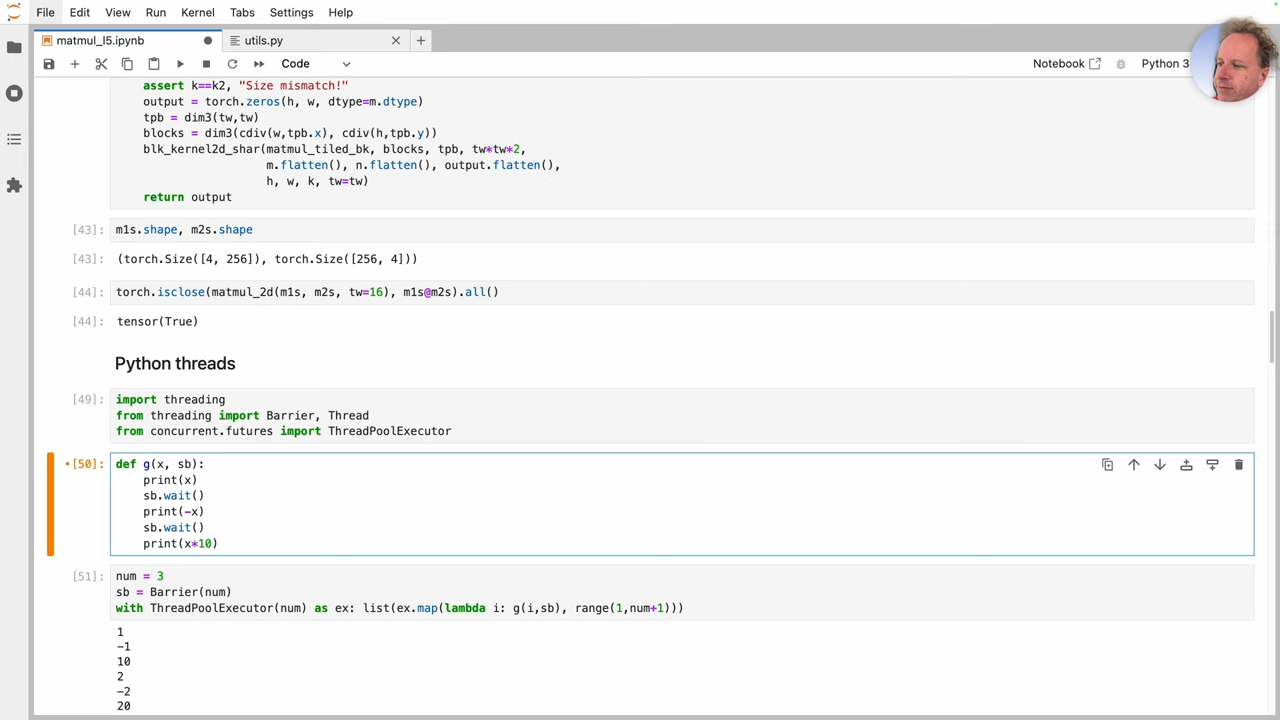 File Edit View Run Kernel Tabs Settings Help
matmul_l5.ipynb utils.py
Code Notebook Python 3
assert k==k2, "Size mismatch!"
output = torch.zeros(h, w, dtype=m.dtype)
tpb = dim3(tw,tw)
blocks = dim3(cdiv(w,tpb.x), cdiv(h,tpb.y))
blk_kernel2d_shar(matmul_tiled_bk, blocks, tpb, tw*tw*2,
m.flatten(), n.flatten(), output.flatten(),
h, w, k, tw=tw)
return output
[43]: m1s.shape, m2s.shape
[43]: (torch.Size([4, 256]), torch.Size([256, 4]))
[44]: torch.isclose(matmul_2d(m1s, m2s, tw=16), m1s@m2s).all()
[44]: tensor(True)
Python threads
[49]: import threading
from threading import Barrier, Thread
from concurrent.futures import ThreadPoolExecutor
[50]: def g(x, sb):
print(x)
sb.wait()
print(-x)
sb.wait()
print(x*10)
[51]: num = 3
sb = Barrier(num)
with ThreadPoolExecutor(num) as ex: list(ex.map(lambda i: g(i,sb), range(1,num+1)))
1
-1
10
2
-2
20